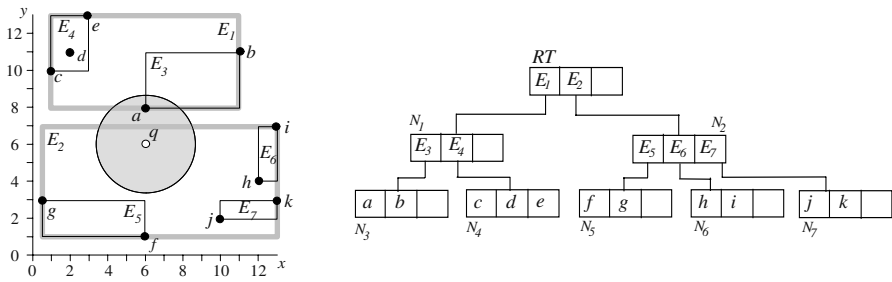 y
12
10
8
6
4
2
0
0 2 4 6 8 10 12 x
E4 e
d
c
E1
E3
b
a
q
E2
i
E6
h
g
E5
f
j
E7
k
RT
E1 E2
N1
E3 E4
N2
E5 E6 E7
a b
N3
c d e
N4
f g
N5
h i
N6
j k
N7